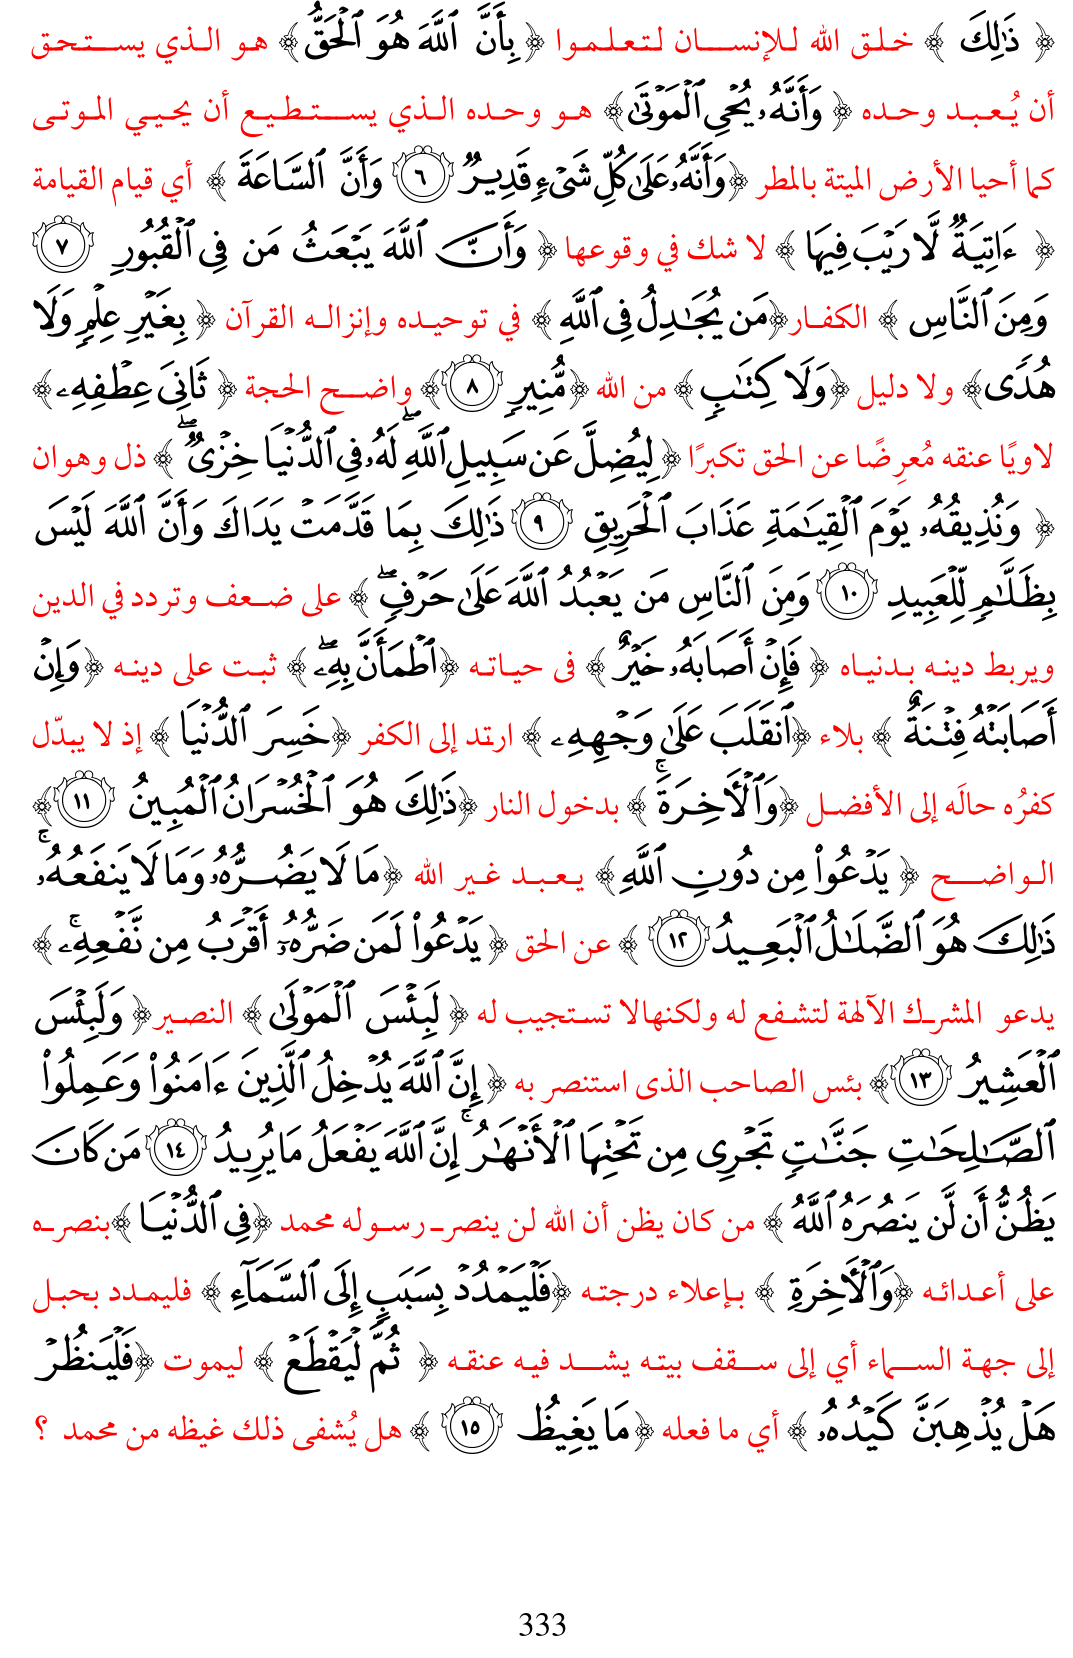 ﴿ ذَٰلِكَ ﴾ خلق الله للإنسان لتعلموا ﴿بِأَنَّ ٱللَّهَ هُوَ ٱلْحَقُّ﴾ هو الذي يستحق
أن يُعبد وحده ﴿ وَأَنَّهُۥ يُحْيِ ٱلْمَوْتَىٰ﴾ هو وحده الذي يستطيع أن يحيي الموتى
كما أحيا الأرض الميتة بالمطر ﴿وَأَنَّهُۥ عَلَىٰ كُلِّ شَىْءٍ قَدِيرٌ ٦ وَأَنَّ ٱلسَّاعَةَ ﴾ أي قيام القيامة
﴿ ءَاتِيَةٌ لَّا رَيْبَ فِيهَا ﴾ لا شك في وقوعها ﴿ وَأَنَّ ٱللَّهَ يَبْعَثُ مَن فِى ٱلْقُبُورِ ٧
وَمِنَ ٱلنَّاسِ ﴾ الكفار ﴿مَن يُجَٰدِلُ فِى ٱللَّهِ ﴾ في توحيده وإنزاله القرآن ﴿ بِغَيْرِ عِلْمٍ وَلَا
هُدًى﴾ ولا دليل ﴿وَلَا كِتَٰبٍ﴾ من الله ﴿مُّنِيرٍ ٨﴾ واضح الحجة ﴿ ثَانِىَ عِطْفِهِۦ﴾
لاويًا عنقه مُعرِضًا عن الحق تكبرًا ﴿لِيُضِلَّ عَن سَبِيلِ ٱللَّهِ ۖ لَهُۥ فِى ٱلدُّنْيَا خِزْىٌ ۖ ﴾ ذل وهوان
﴿ وَنُذِيقُهُۥ يَوْمَ ٱلْقِيَٰمَةِ عَذَابَ ٱلْحَرِيقِ ٩ ذَٰلِكَ بِمَا قَدَّمَتْ يَدَاكَ وَأَنَّ ٱللَّهَ لَيْسَ
بِظَلَّٰمٍ لِّلْعَبِيدِ ١٠ وَمِنَ ٱلنَّاسِ مَن يَعْبُدُ ٱللَّهَ عَلَىٰ حَرْفٍ ۖ ﴾ على ضعف وتردد في الدين
ويربط دينه بدنياه ﴿ فَإِنْ أَصَابَهُۥ خَيْرٌ ﴾ فى حياته ﴿ٱطْمَأَنَّ بِهِۦ ۖ ﴾ ثبت على دينه ﴿وَإِنْ
أَصَابَتْهُ فِتْنَةٌ ﴾ بلاء ﴿ٱنقَلَبَ عَلَىٰ وَجْهِهِۦ ﴾ ارتد إلى الكفر ﴿خَسِرَ ٱلدُّنْيَا ﴾ إذ لا يبدّل
كفرُه حالَه إلى الأفضل ﴿وَٱلْأَخِرَةَ ۚ ﴾ بدخول النار ﴿ذَٰلِكَ هُوَ ٱلْخُسْرَانُ ٱلْمُبِينُ ١١﴾
الواضح ﴿ يَدْعُوا۟ مِن دُونِ ٱللَّهِ ﴾ يعبد غير الله ﴿مَا لَا يَضُرُّهُۥ وَمَا لَا يَنفَعُهُۥ ۚ
ذَٰلِكَ هُوَ ٱلضَّلَٰلُ ٱلْبَعِيدُ ١٢ ﴾ عن الحق ﴿ يَدْعُوا۟ لَمَن ضَرُّهُۥٓ أَقْرَبُ مِن نَّفْعِهِۦ ۚ ﴾
يدعو المشرك الآلهة لتشفع له ولكنهالا تستجيب له ﴿ لَبِئْسَ ٱلْمَوْلَىٰ ﴾ النصير ﴿ وَلَبِئْسَ
ٱلْعَشِيرُ ١٣﴾ بئس الصاحب الذى استنصر به ﴿ إِنَّ ٱللَّهَ يُدْخِلُ ٱلَّذِينَ ءَامَنُوا۟ وَعَمِلُوا۟
ٱلصَّٰلِحَٰتِ جَنَّٰتٍ تَجْرِى مِن تَحْتِهَا ٱلْأَنْهَٰرُ ۚ إِنَّ ٱللَّهَ يَفْعَلُ مَا يُرِيدُ ١٤ مَن كَانَ
يَظُنُّ أَن لَّن يَنصُرَهُ ٱللَّهُ ﴾ من كان يظن أن الله لن ينصر رسوله محمد ﴿فِى ٱلدُّنْيَا ﴾بنصره
على أعدائه ﴿وَٱلْأَخِرَةِ ﴾ بإعلاء درجته ﴿فَلْيَمْدُدْ بِسَبَبٍ إِلَى ٱلسَّمَآءِ ﴾ فليمدد بحبل
إلى جهة السماء أي إلى سقف بيته يشد فيه عنقه ﴿ ثُمَّ لْيَقْطَعْ ﴾ ليموت ﴿فَلْيَنظُرْ
هَلْ يُذْهِبَنَّ كَيْدُهُۥ ﴾ أي ما فعله ﴿مَا يَغِيظُ ١٥ ﴾ هل يُشفى ذلك غيظه من محمد ؟
333